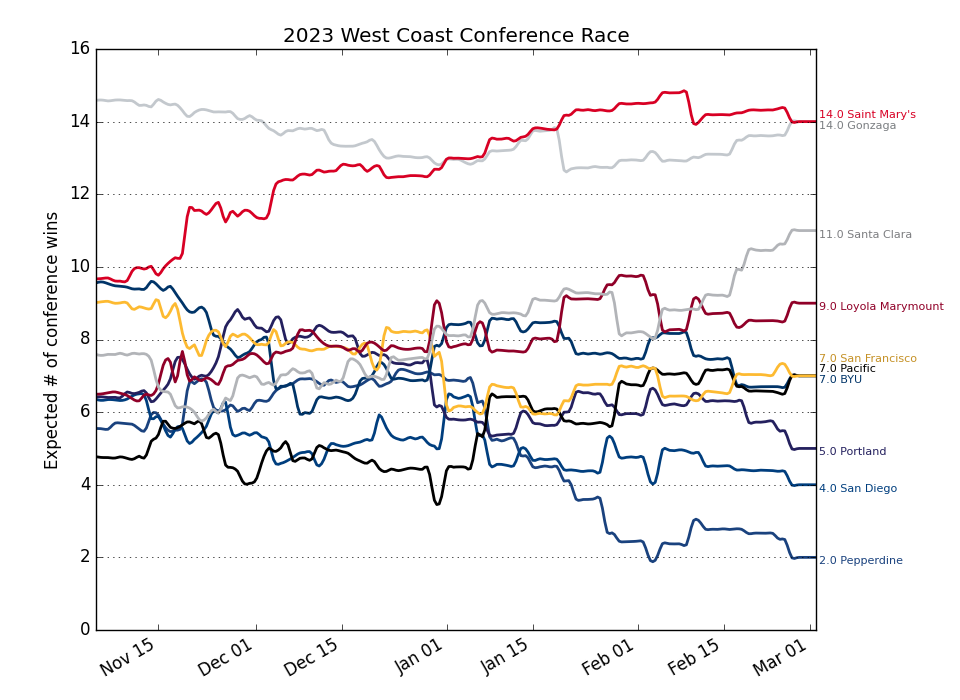 2023 West Coast Conference Race
Expected # of conference wins
16
14
12
10
8
6
4
2
0
14.0 Saint Mary's
14.0 Gonzaga
11.0 Santa Clara
9.0 Loyola Marymount
7.0 San Francisco
7.0 Pacific
7.0 BYU
5.0 Portland
4.0 San Diego
2.0 Pepperdine
Nov 15
Dec 01
Dec 15
Jan 01
Jan 15
Feb 01
Feb 15
Mar 01